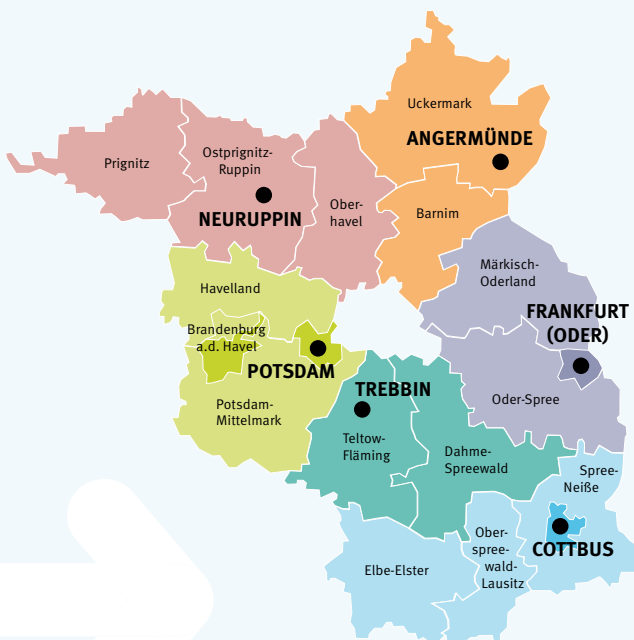 Uckermark
ANGERMÜNDE
Prignitz
Ostprignitz-
Ruppin
NEURUPPIN
Ober-
havel
Barnim
Märkisch-
Oderland
Havelland
FRANKFURT
(ODER)
Brandenburg
a.d. Havel
POTSDAM
TREBBIN
Oder-Spree
Potsdam-
Mittelmark
Teltow-
Fläming
Dahme-
Spreewald
Spree-
Neiße
Ober-
spree-
wald-
Lausitz
COTTBUS
Elbe-Elster